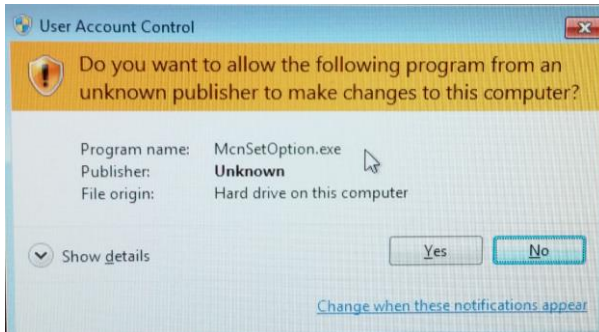 User Account Control
Do you want to allow the following program from an
unknown publisher to make changes to this computer?
Program name: McnSetOption.exe
Publisher: Unknown
File origin: Hard drive on this computer
Show details
Yes No
Change when these notifications appear